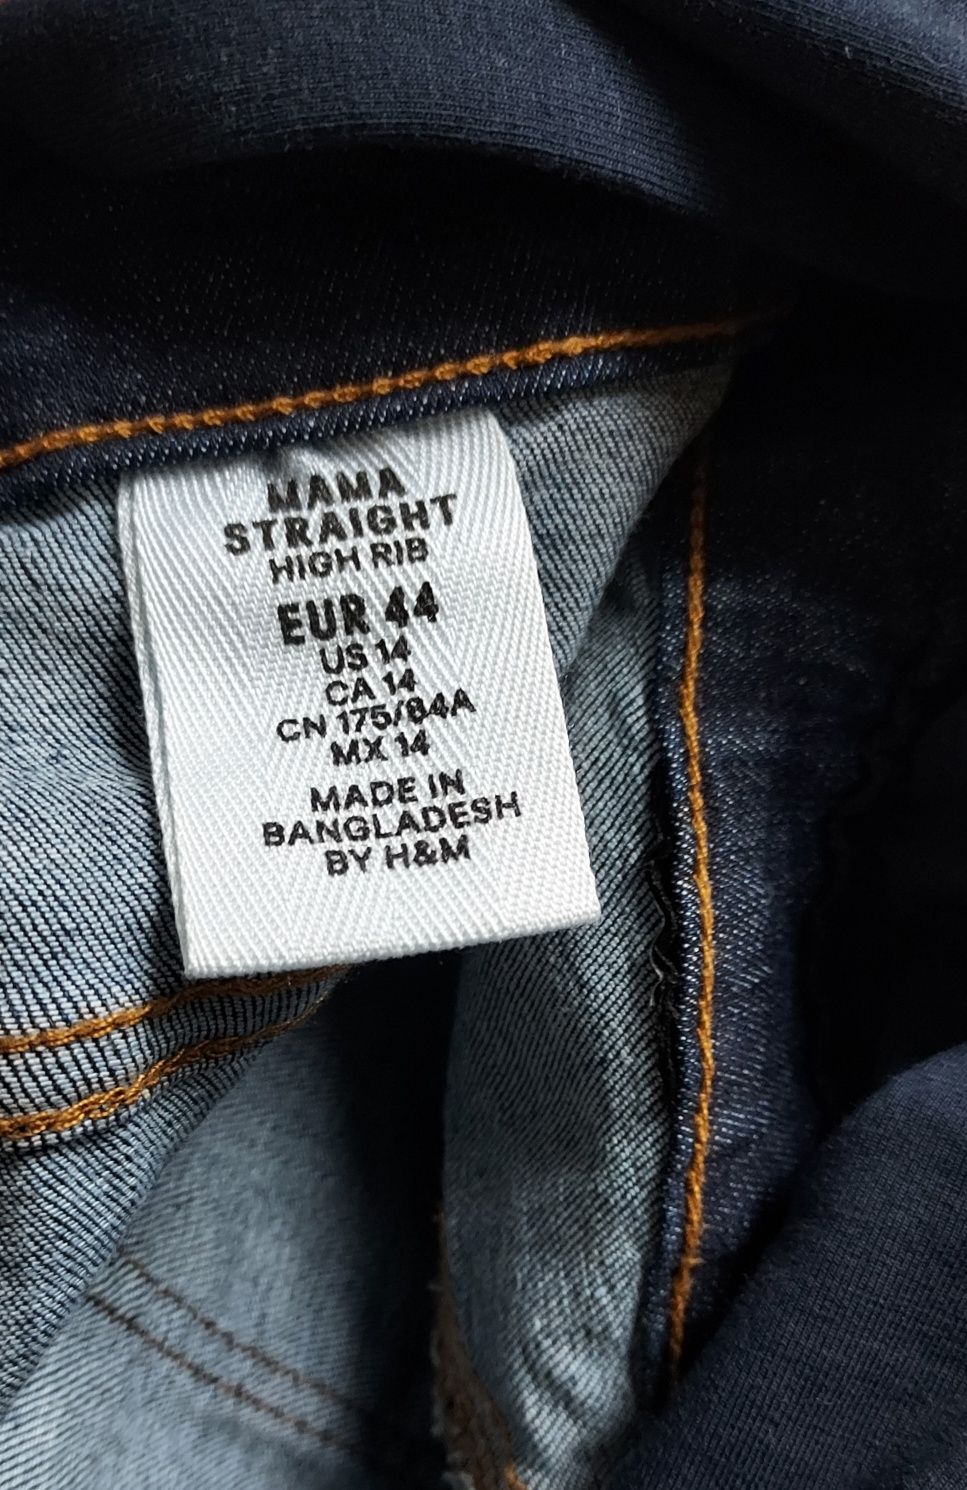 MAMA
STRAIGHT
HIGH RIB
EUR 44
US 14
CA 14
CN 175/84A
MX 14
MADE IN
BANGLADESH
BY H&M